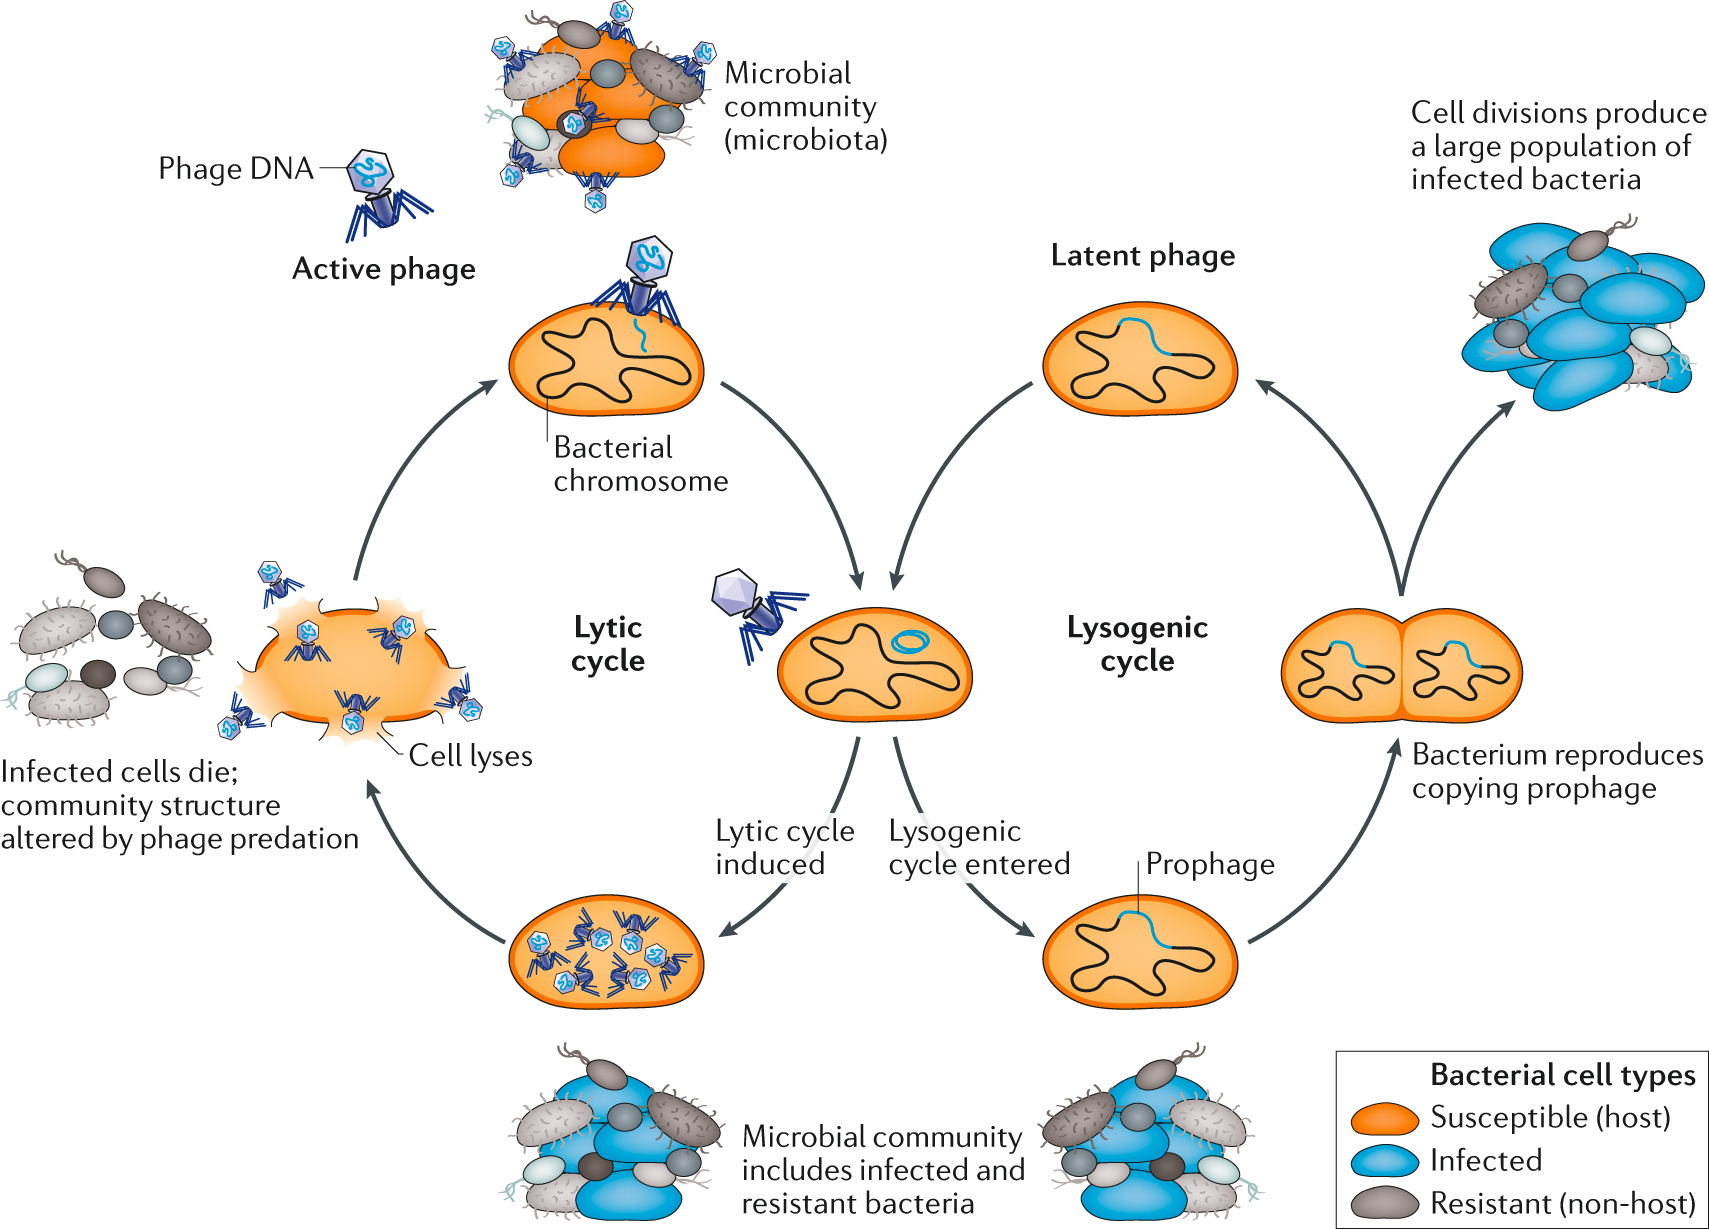 Microbial
community
(microbiota)
Phage DNA
Active phage
Bacterial
chromosome
Latent phage
Cell divisions produce
a large population of
infected bacteria
Lytic
cycle
Lysogenic
cycle
Cell lyses
Infected cells die;
community structure
altered by phage predation
Lytic cycle
induced
Lysogenic
cycle entered
Prophage
Bacterium reproduces
copying prophage
Microbial community
includes infected and
resistant bacteria
Bacterial cell types
Susceptible (host)
Infected
Resistant (non-host)